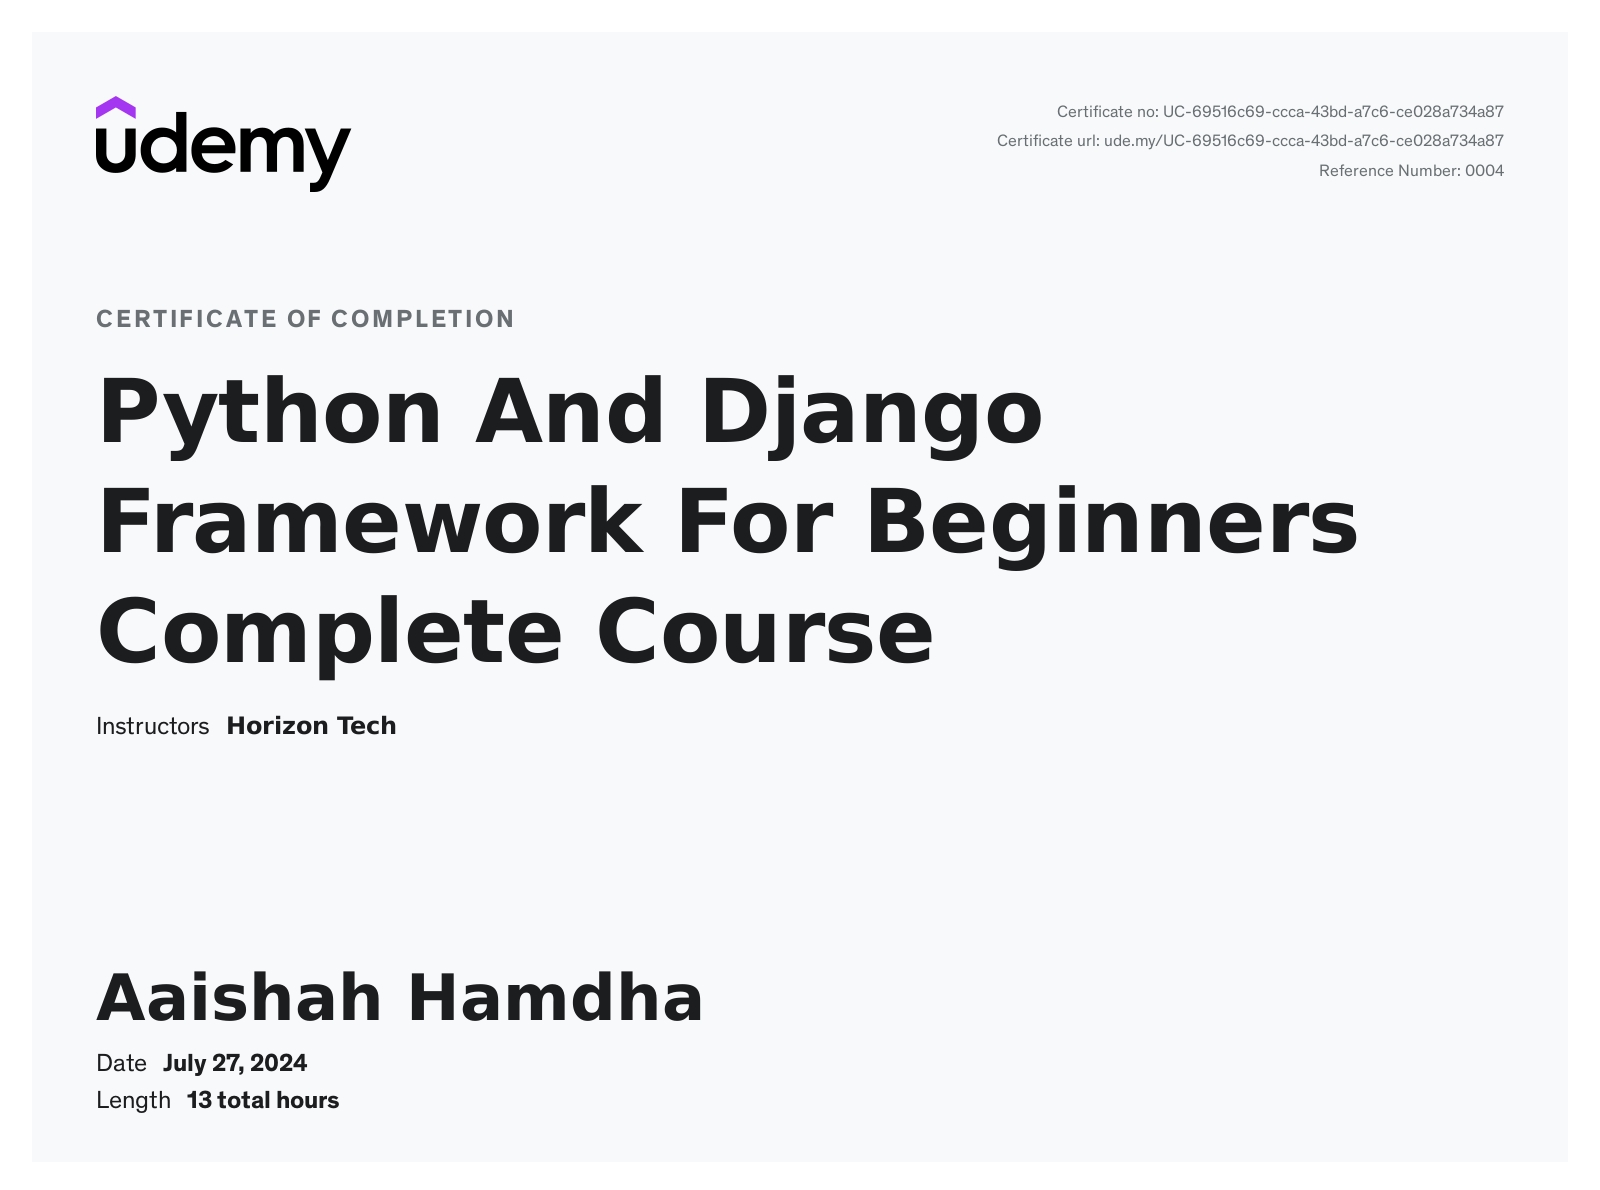 udemy
Certificate no: UC-69516c69-ccca-43bd-a7c6-ce028a734a87
Certificate url: ude.my/UC-69516c69-ccca-43bd-a7c6-ce028a734a87
Reference Number: 0004
CERTIFICATE OF COMPLETION
Python And Django
Framework For Beginners
Complete Course
Instructors Horizon Tech
Aaishah Hamdha
Date July 27, 2024
Length 13 total hours